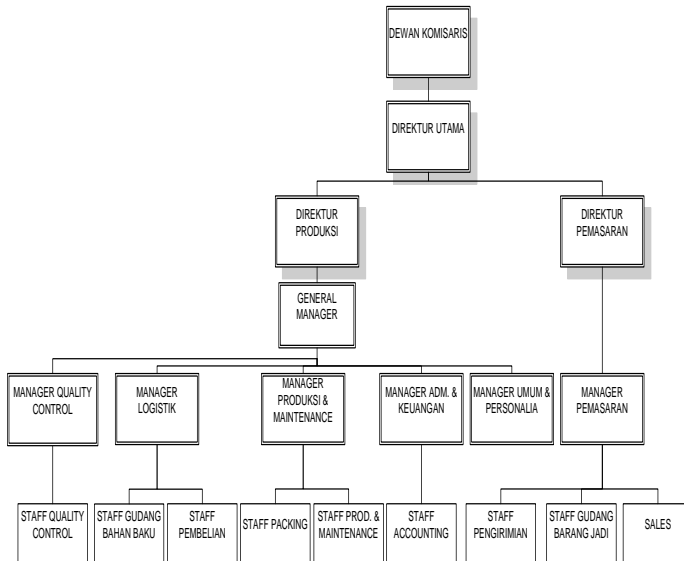 DEWAN KOMISARIS
DIREKTUR UTAMA
DIREKTUR
PRODUKSI
DIREKTUR
PEMASARAN
GENERAL
MANAGER
MANAGER QUALITY
CONTROL
MANAGER
LOGISTIK
MANAGER
PRODUKSI &
MAINTENANCE
MANAGER ADM. &
KEUANGAN
MANAGER UMUM &
PERSONALIA
MANAGER
PEMASARAN
STAFF QUALITY
CONTROL
STAFF GUDANG
BAHAN BAKU
STAFF
PEMBELIAN
STAFF PACKING
STAFF PROD. &
MAINTENANCE
STAFF
ACCOUNTING
STAFF
PENGIRIMIAN
STAFF GUDANG
BARANG JADI
SALES